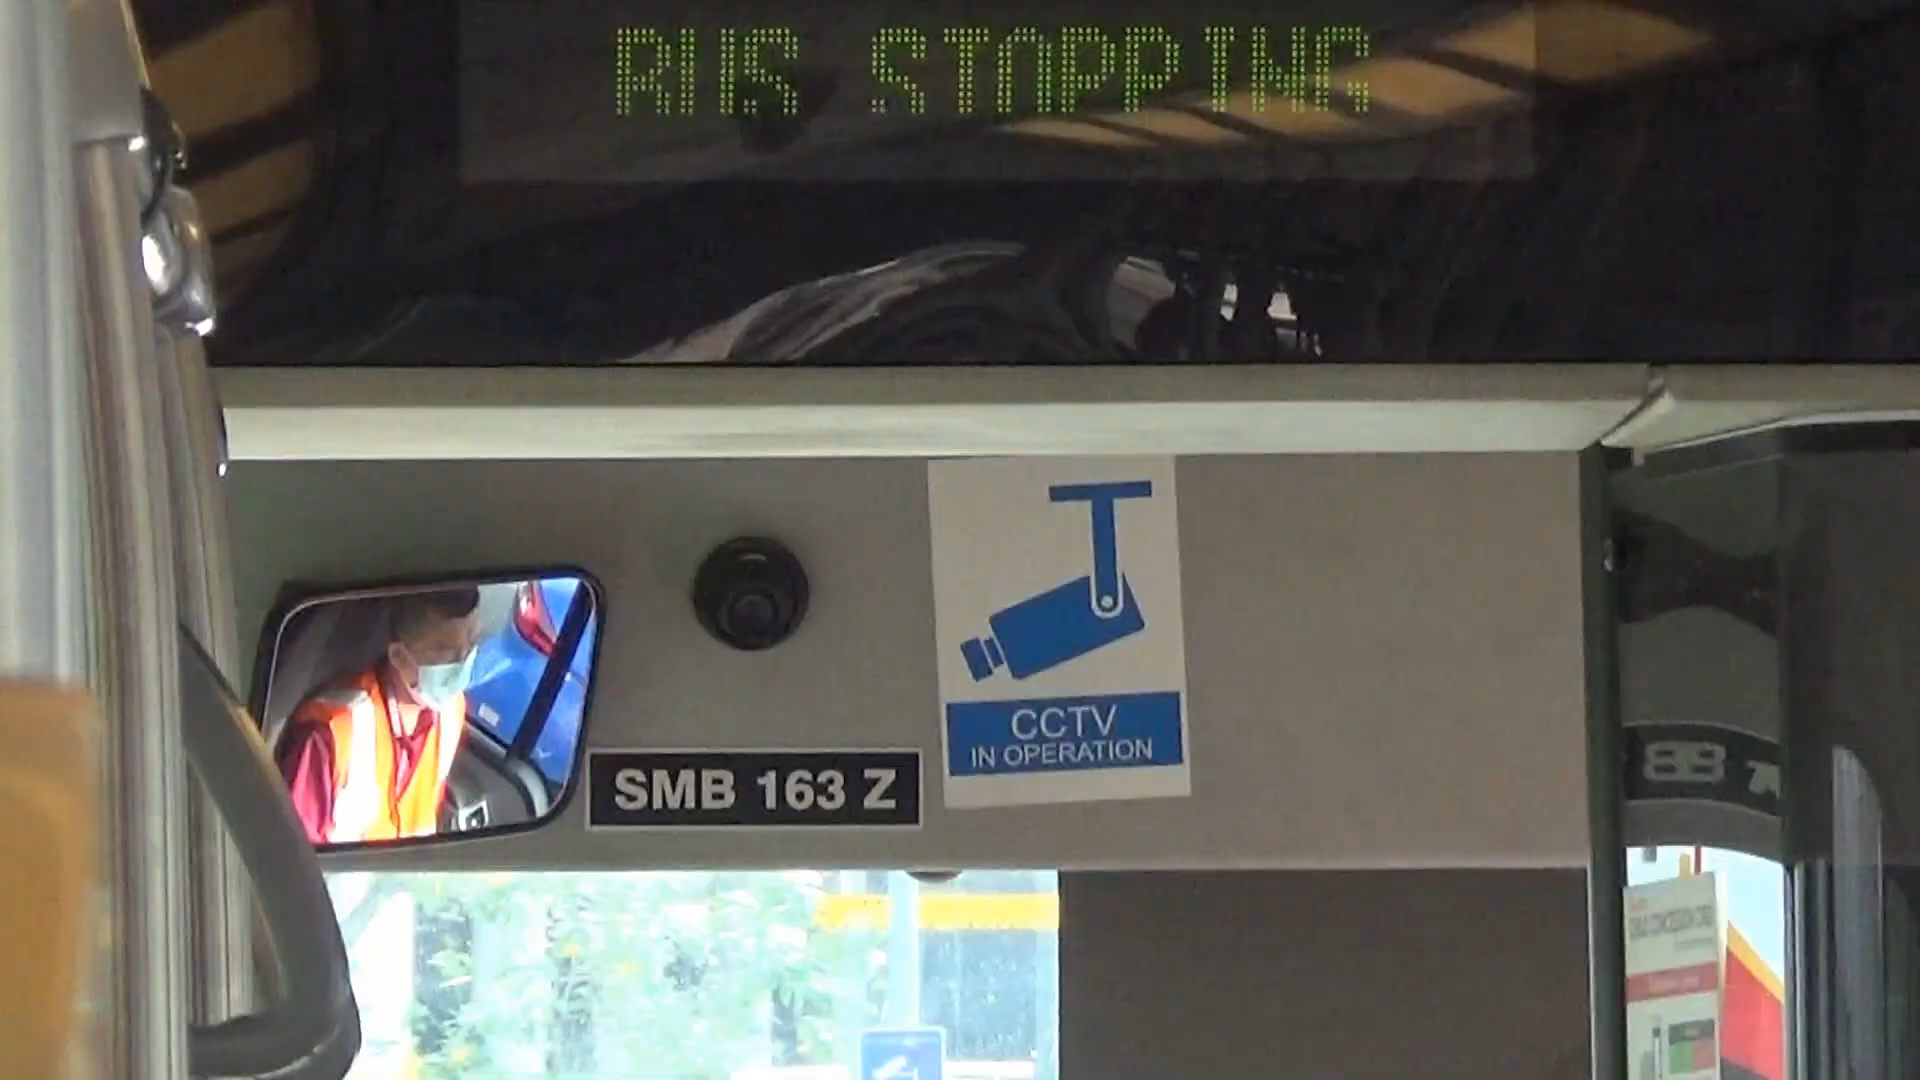 BUS STOPPING
CCTV
IN OPERATION
SMB 163 Z